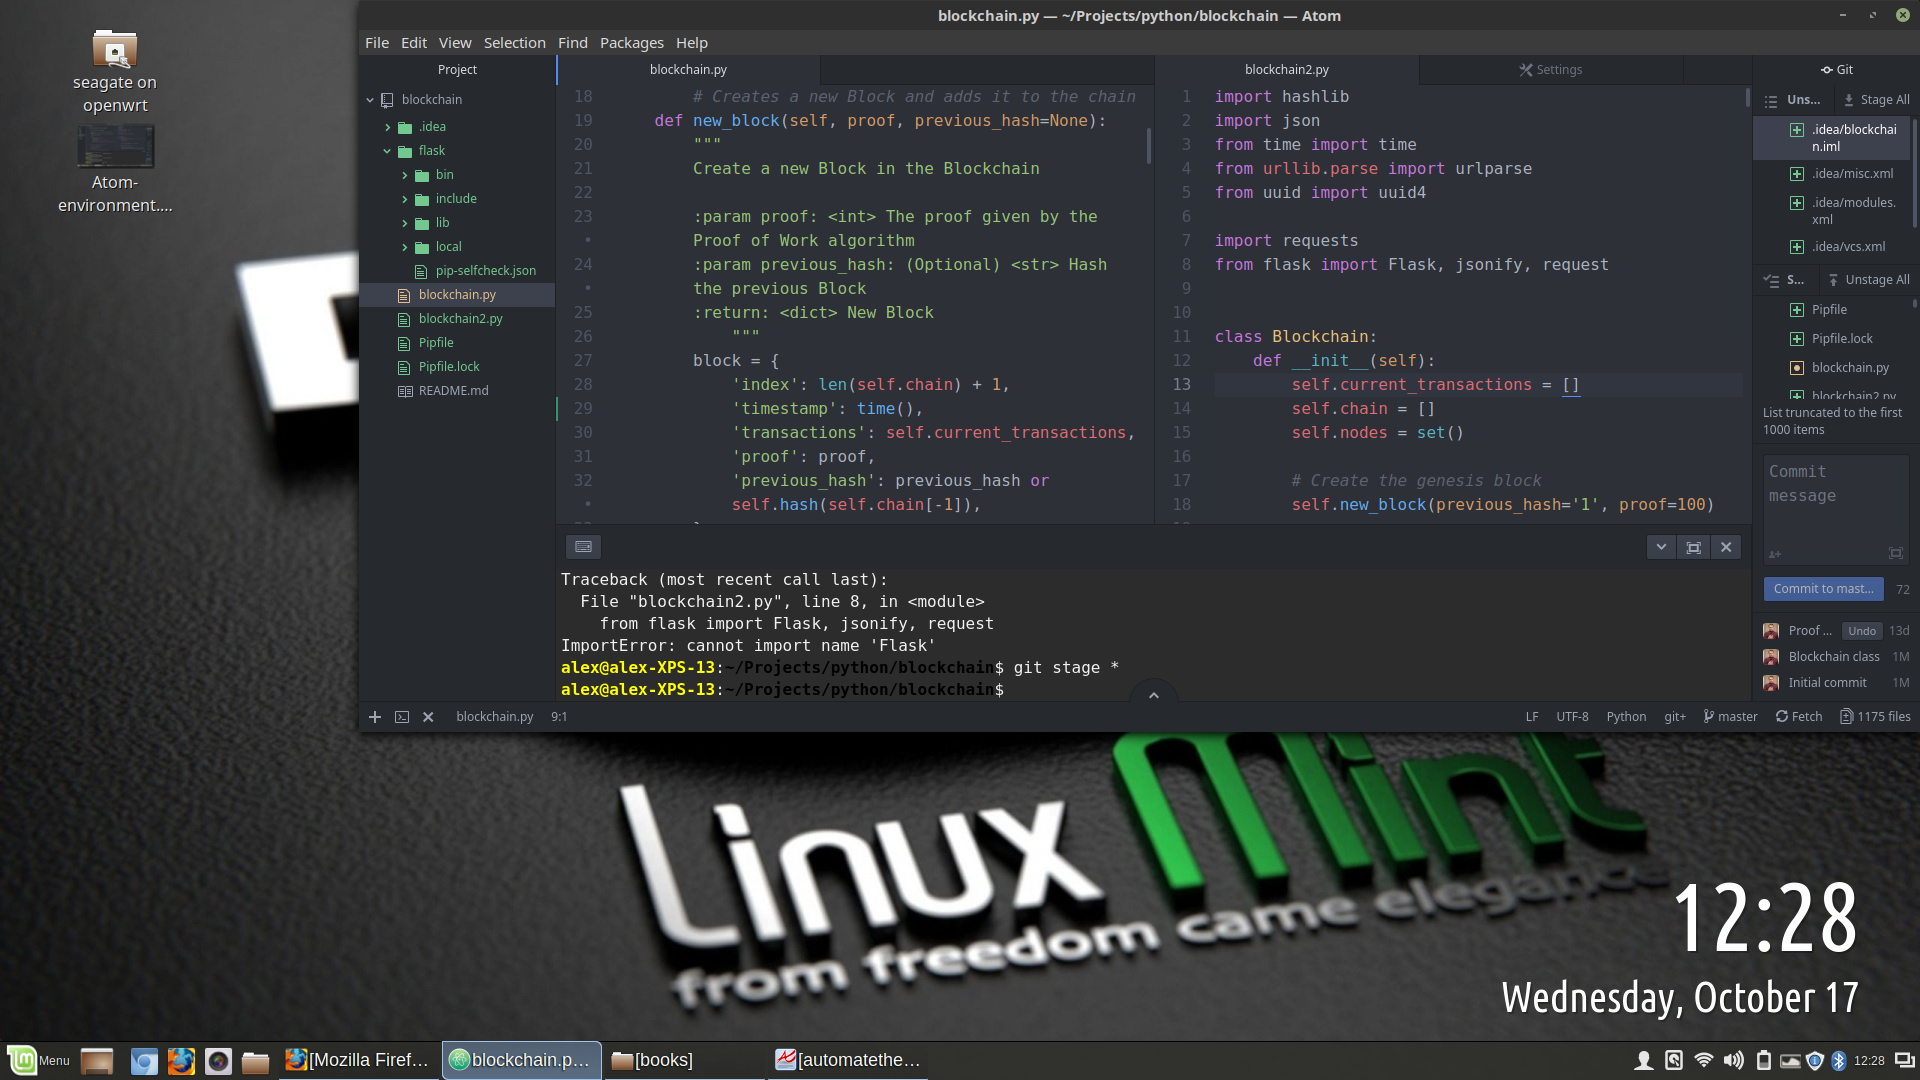 blockchain.py — ~/Projects/python/blockchain — Atom
File Edit View Selection Find Packages Help
seagate on
openwrt
Atom-
environment....
Project
blockchain
.idea
flask
bin
include
lib
local
pip-selfcheck.json
blockchain.py
blockchain2.py
Pipfile
Pipfile.lock
README.md
blockchain.py
18 # Creates a new Block and adds it to the chain
19 def new_block(self, proof, previous_hash=None):
20 """
21 Create a new Block in the Blockchain
22
23 :param proof: <int> The proof given by the
• Proof of Work algorithm
24 :param previous_hash: (Optional) <str> Hash
• the previous Block
25 :return: <dict> New Block
26 """
27 block = {
28 'index': len(self.chain) + 1,
29 'timestamp': time(),
30 'transactions': self.current_transactions,
31 'proof': proof,
32 'previous_hash': previous_hash or
• self.hash(self.chain[-1]),
blockchain2.py Settings
1 import hashlib
2 import json
3 from time import time
4 from urllib.parse import urlparse
5 from uuid import uuid4
6
7 import requests
8 from flask import Flask, jsonify, request
9
10
11 class Blockchain:
12 def __init__(self):
13 self.current_transactions = []
14 self.chain = []
15 self.nodes = set()
16
17 # Create the genesis block
18 self.new_block(previous_hash='1', proof=100)
Git
Uns... Stage All
.idea/blockchai
n.iml
.idea/misc.xml
.idea/modules.
xml
.idea/vcs.xml
S... Unstage All
Pipfile
Pipfile.lock
blockchain.py
blockchain2.py
List truncated to the first
1000 items
Commit
message
Commit to mast... 72
Proof ... Undo 13d
Blockchain class 1M
Initial commit 1M
Traceback (most recent call last):
File "blockchain2.py", line 8, in <module>
from flask import Flask, jsonify, request
ImportError: cannot import name 'Flask'
alex@alex-XPS-13:~/Projects/python/blockchain$ git stage *
alex@alex-XPS-13:~/Projects/python/blockchain$
blockchain.py 9:1 LF UTF-8 Python git+ master Fetch 1175 files
Linux Mint
from freedom came elegance
12:28
Wednesday, October 17
Menu [Mozilla Firef... blockchain.p... [books] [automatethe... 12:28